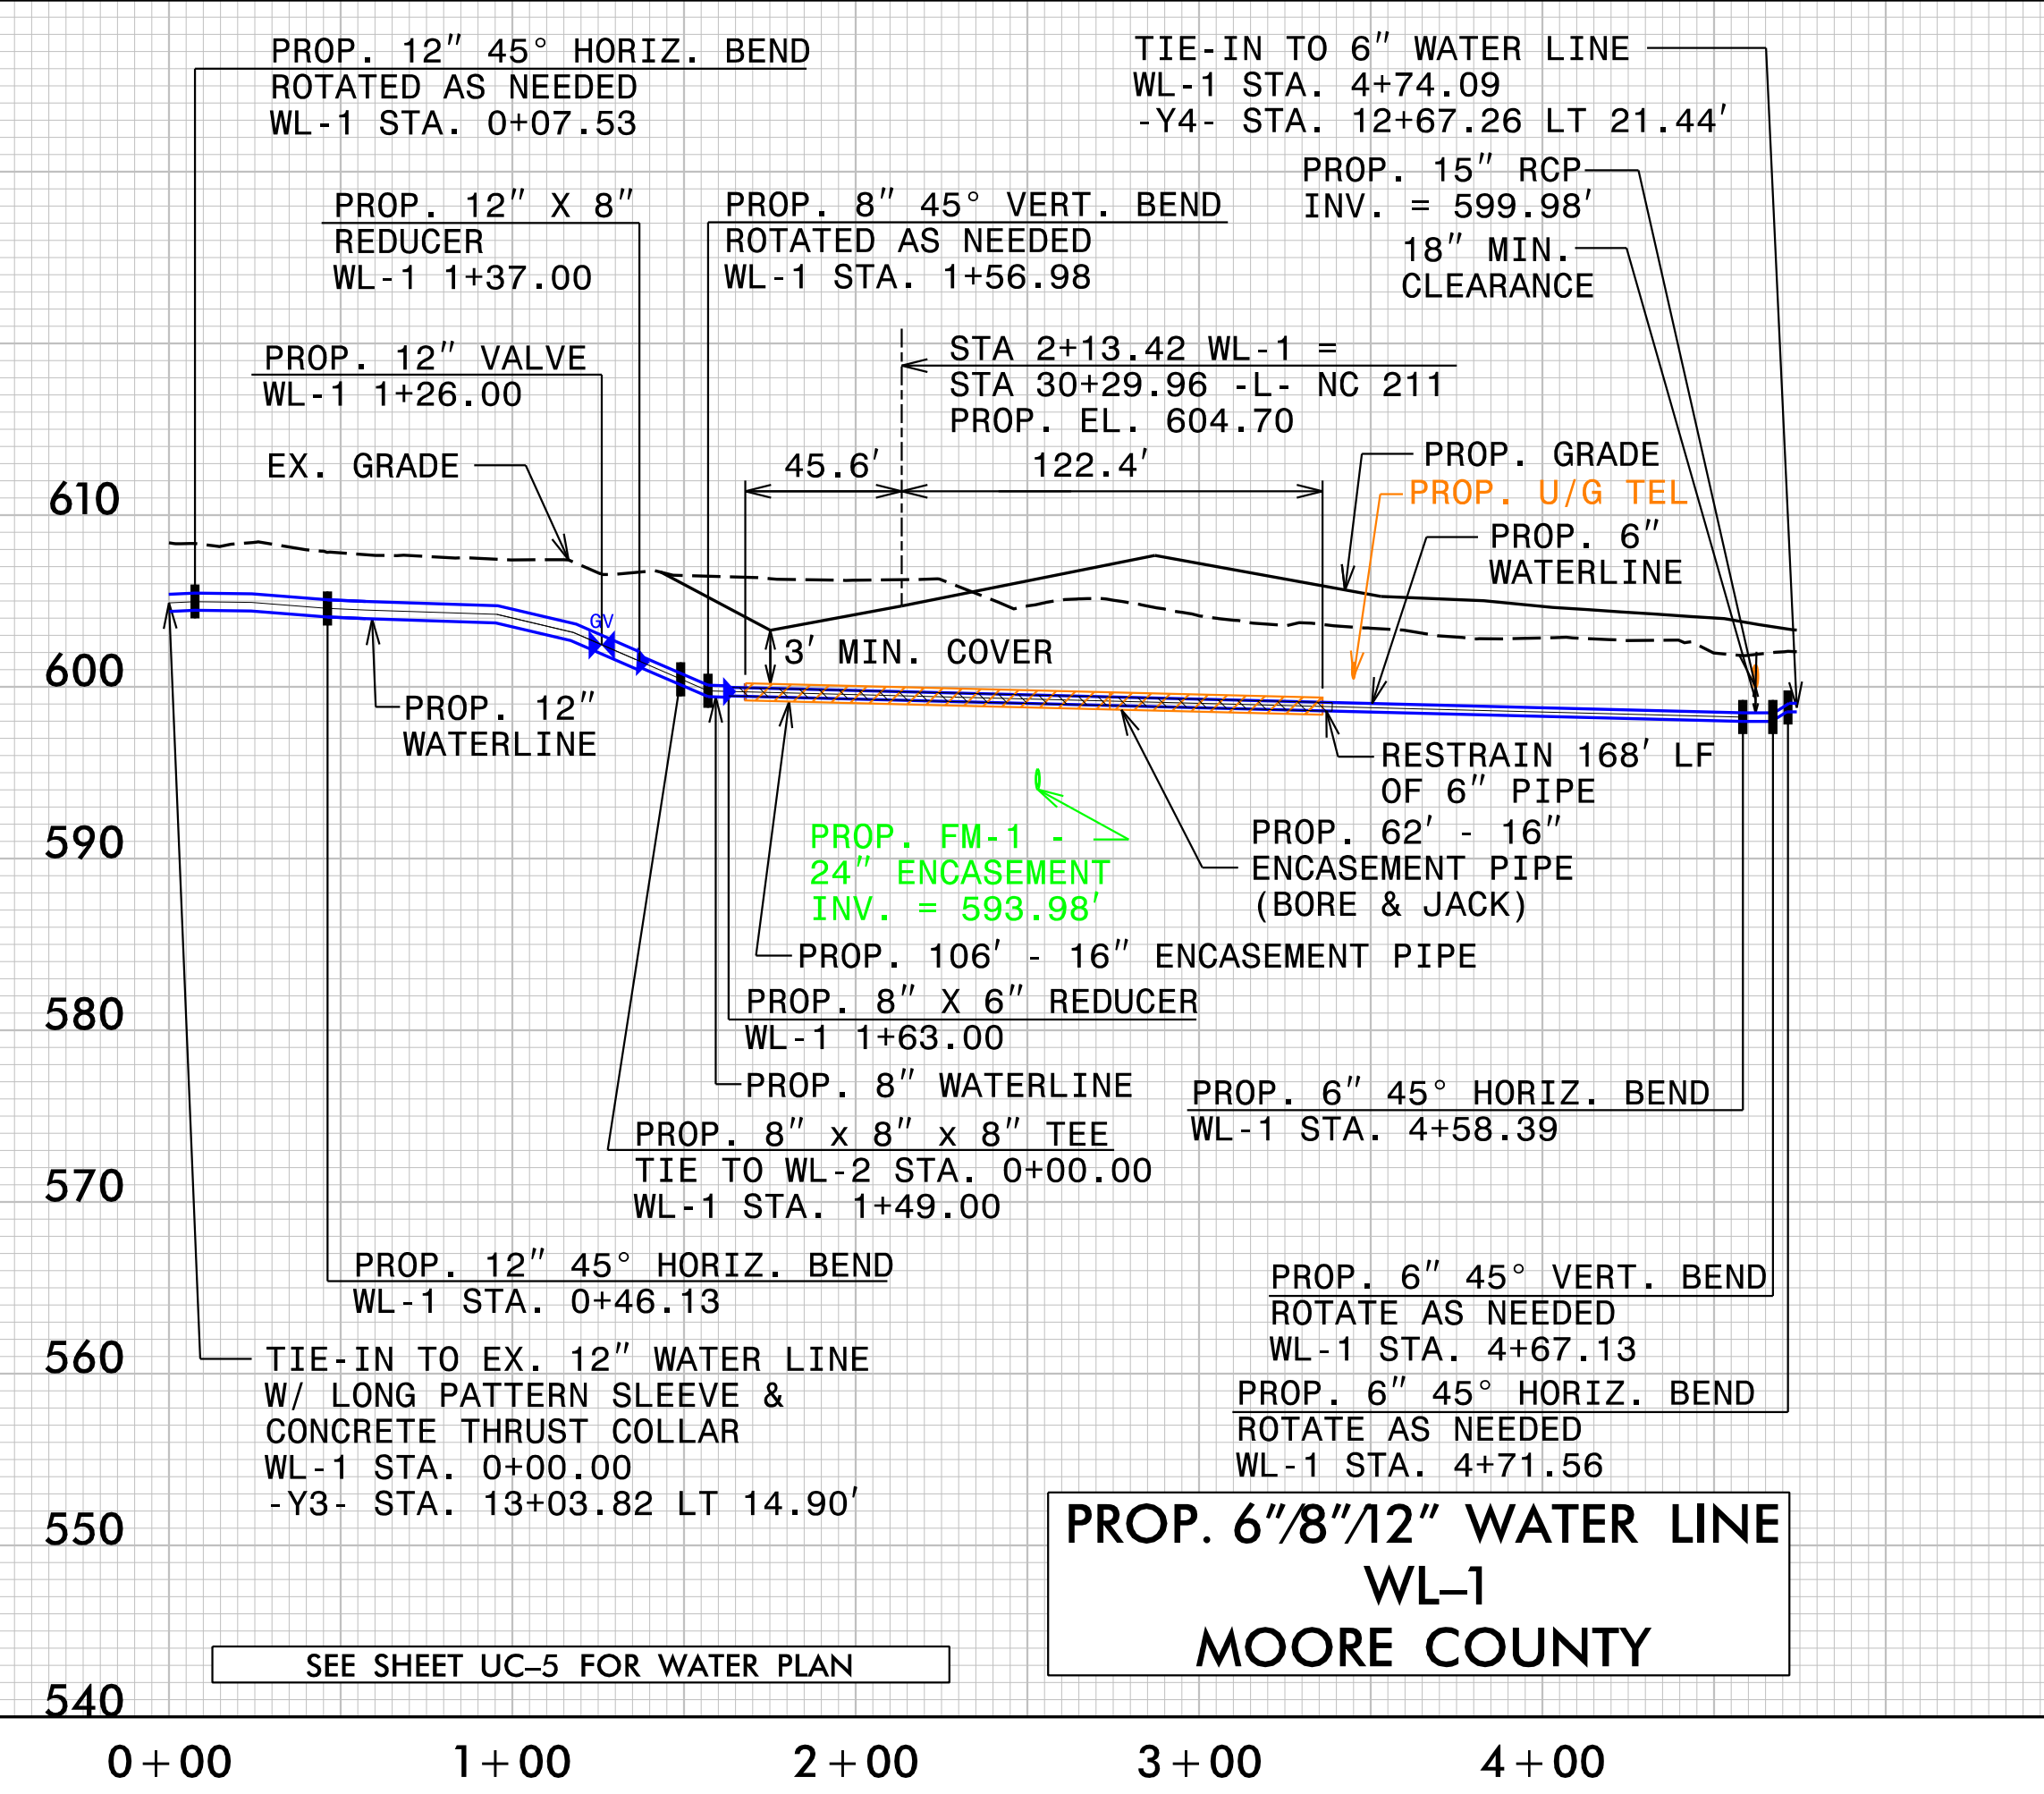 PROP. 12" 45° HORIZ. BEND
ROTATED AS NEEDED
WL-1 STA. 0+07.53
TIE-IN TO 6" WATER LINE
WL-1 STA. 4+74.09
-Y4- STA. 12+67.26 LT 21.44'
PROP. 15" RCP
INV. = 599.98'
18" MIN.
CLEARANCE
PROP. 12" X 8"
REDUCER
WL-1 1+37.00
PROP. 8" 45° VERT. BEND
ROTATED AS NEEDED
WL-1 STA. 1+56.98
PROP. 12" VALVE
WL-1 1+26.00
STA 2+13.42 WL-1 =
STA 30+29.96 -L- NC 211
PROP. EL. 604.70
EX. GRADE
45.6'
122.4'
PROP. GRADE
PROP. U/G TEL
PROP. 6"
WATERLINE
610
GV
3' MIN. COVER
600
PROP. 12"
WATERLINE
RESTRAIN 168' LF
OF 6" PIPE
590
PROP. FM-1 -
24" ENCASEMENT
INV. = 593.98'
PROP. 62' - 16"
ENCASEMENT PIPE
(BORE & JACK)
PROP. 106' - 16" ENCASEMENT PIPE
580
PROP. 8" X 6" REDUCER
WL-1 1+63.00
PROP. 8" WATERLINE
PROP. 6" 45° HORIZ. BEND
WL-1 STA. 4+58.39
PROP. 8" x 8" x 8" TEE
TIE TO WL-2 STA. 0+00.00
WL-1 STA. 1+49.00
570
PROP. 12" 45° HORIZ. BEND
WL-1 STA. 0+46.13
PROP. 6" 45° VERT. BEND
ROTATE AS NEEDED
WL-1 STA. 4+67.13
560
TIE-IN TO EX. 12" WATER LINE
W/ LONG PATTERN SLEEVE &
CONCRETE THRUST COLLAR
WL-1 STA. 0+00.00
-Y3- STA. 13+03.82 LT 14.90'
PROP. 6" 45° HORIZ. BEND
ROTATE AS NEEDED
WL-1 STA. 4+71.56
550
PROP. 6"/8"/12" WATER LINE
WL–1
MOORE COUNTY
SEE SHEET UC–5 FOR WATER PLAN
540
0+00 1+00 2+00 3+00 4+00